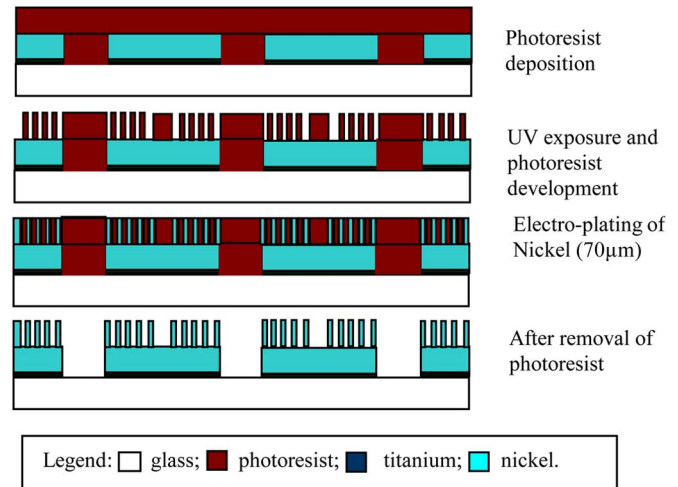 Photoresist
deposition
UV exposure and
photoresist
development
Electro-plating of
Nickel (70μm)
After removal of
photoresist
Legend: glass; photoresist; titanium; nickel.